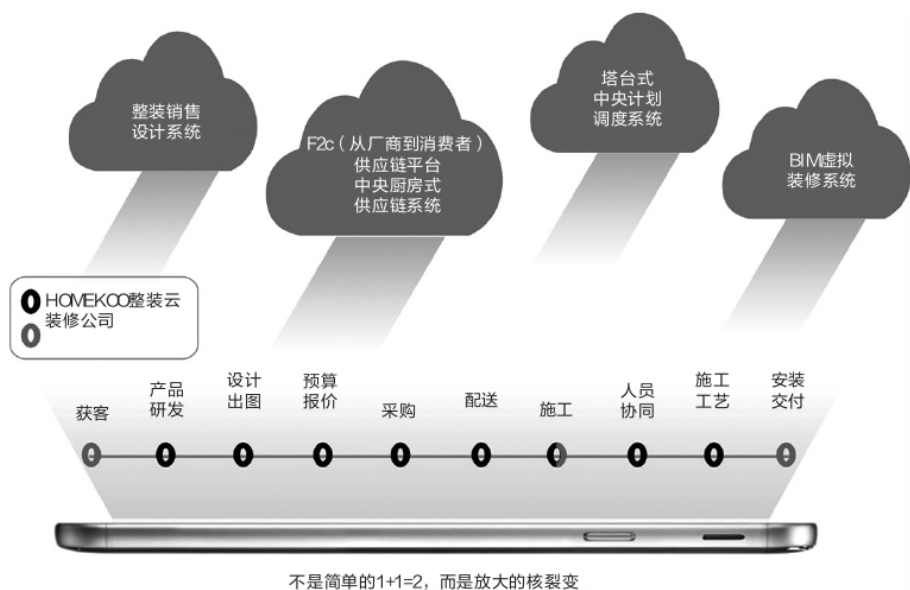 整装销售
设计系统
F2c（从厂商到消费者）
供应链平台
中央厨房式
供应链系统
塔台式
中央计划
调度系统
BIM虚拟
装修系统
HOMEKOO整装云
装修公司
获客
产品
研发
设计
出图
预算
报价
采购
配送
施工
人员
协同
施工
工艺
安装
交付
不是简单的1+1=2，而是放大的核裂变